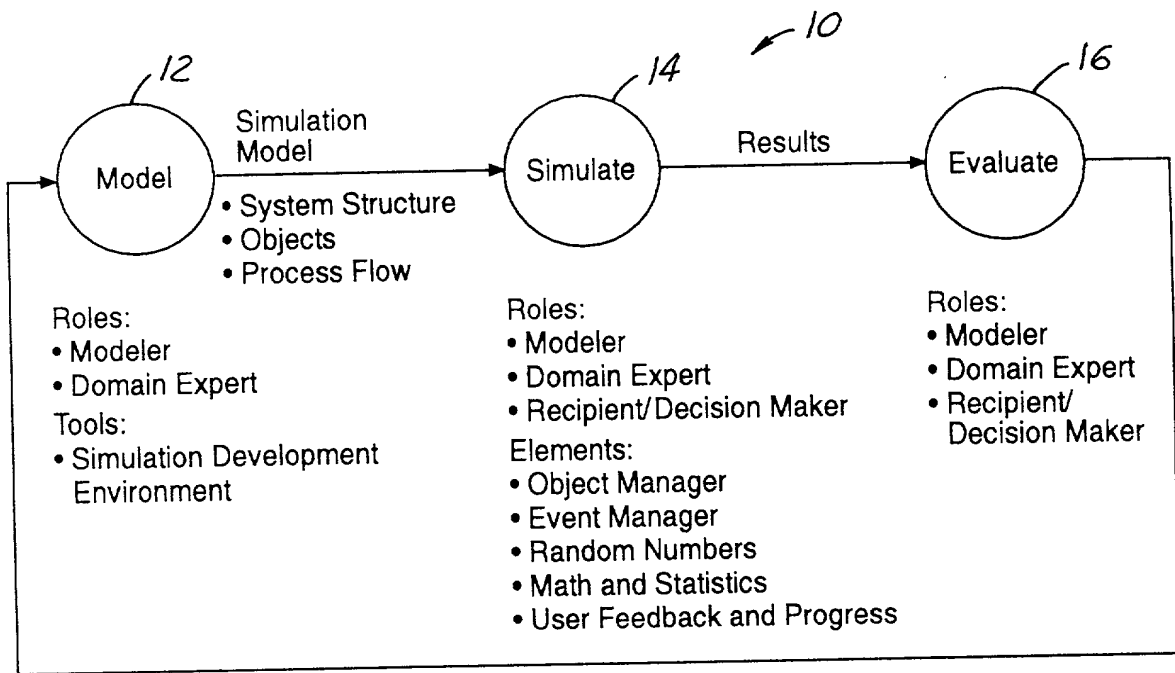 10
12
14
16
Simulation
Model
Model
Simulate
Results
Evaluate
• System Structure
• Objects
• Process Flow
Roles:
• Modeler
• Domain Expert
Tools:
• Simulation Development
Environment
Roles:
• Modeler
• Domain Expert
• Recipient/Decision Maker
Elements:
• Object Manager
• Event Manager
• Random Numbers
• Math and Statistics
• User Feedback and Progress
Roles:
• Modeler
• Domain Expert
• Recipient/
Decision Maker